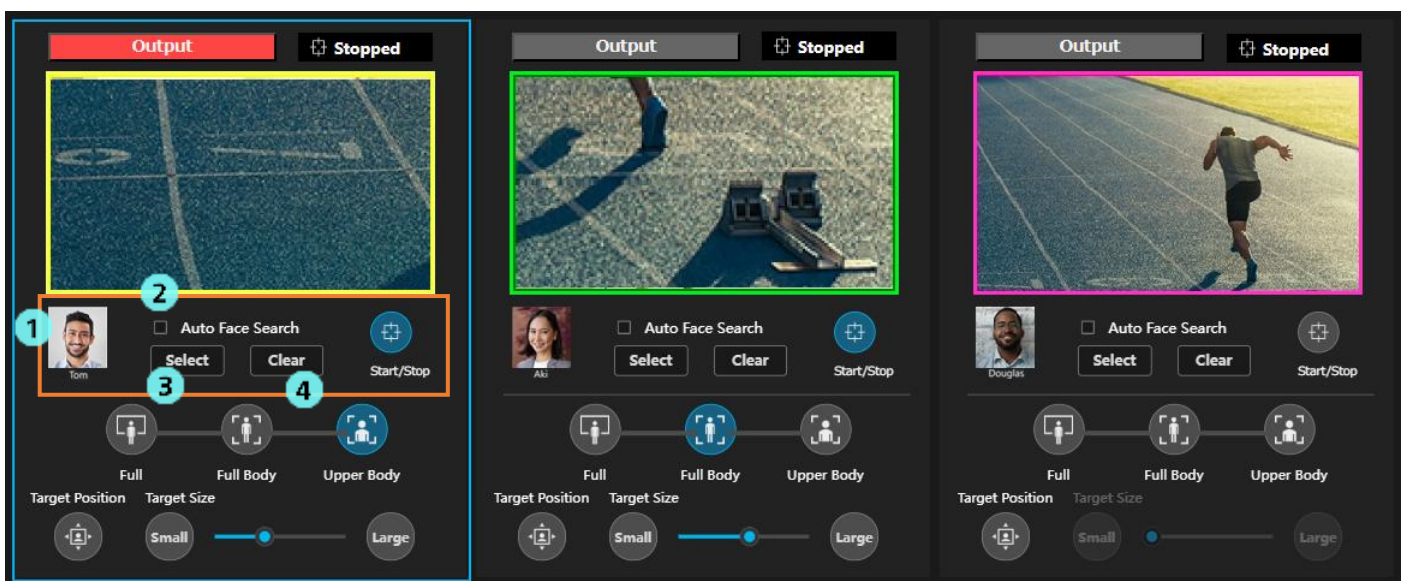 Output
Stopped
2
1
Tom
Auto Face Search
Select
Clear
Start/Stop
3
4
Full
Full Body
Upper Body
Target Position
Target Size
Small
Large
Output
Stopped
Aki
Auto Face Search
Select
Clear
Start/Stop
Full
Full Body
Upper Body
Target Position
Target Size
Small
Large
Output
Stopped
Douglas
Auto Face Search
Select
Clear
Start/Stop
Full
Full Body
Upper Body
Target Position
Target Size
Small
Large